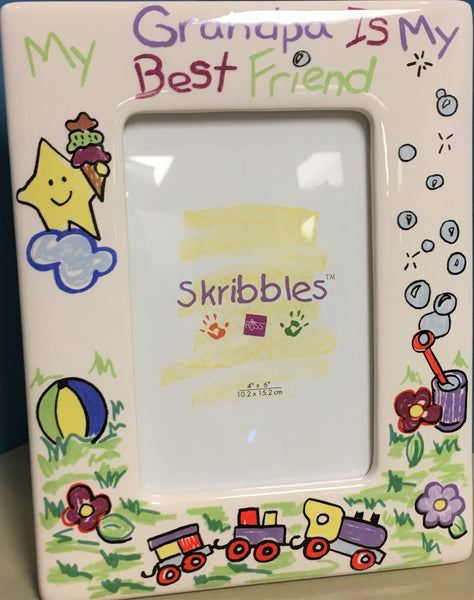 My Grandpa Is My
Best Friend
Skribbles™
RUSS
4" x 6"
10.2 x 15.2 cm